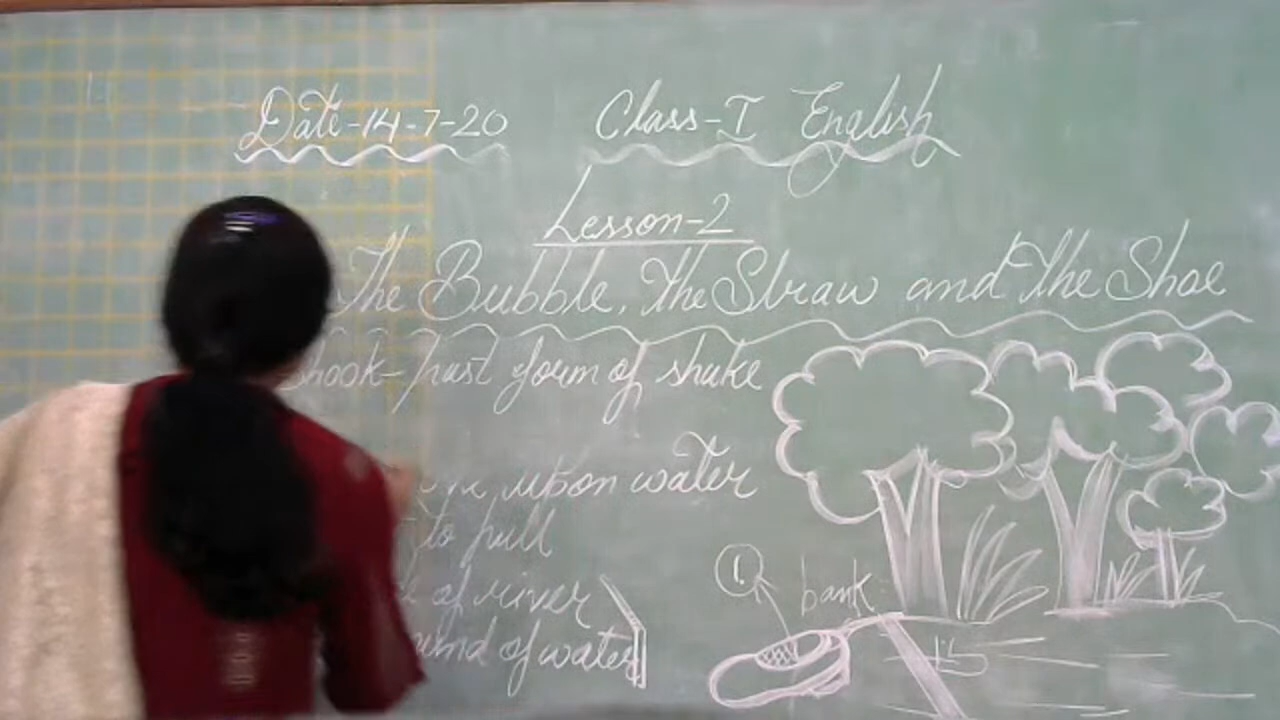 Date-14-7-20 Class-I English
Lesson-2
The Bubble, The Straw and The Shoe
Shook- past form of shake
upon water
to pull
of river
of water
bank